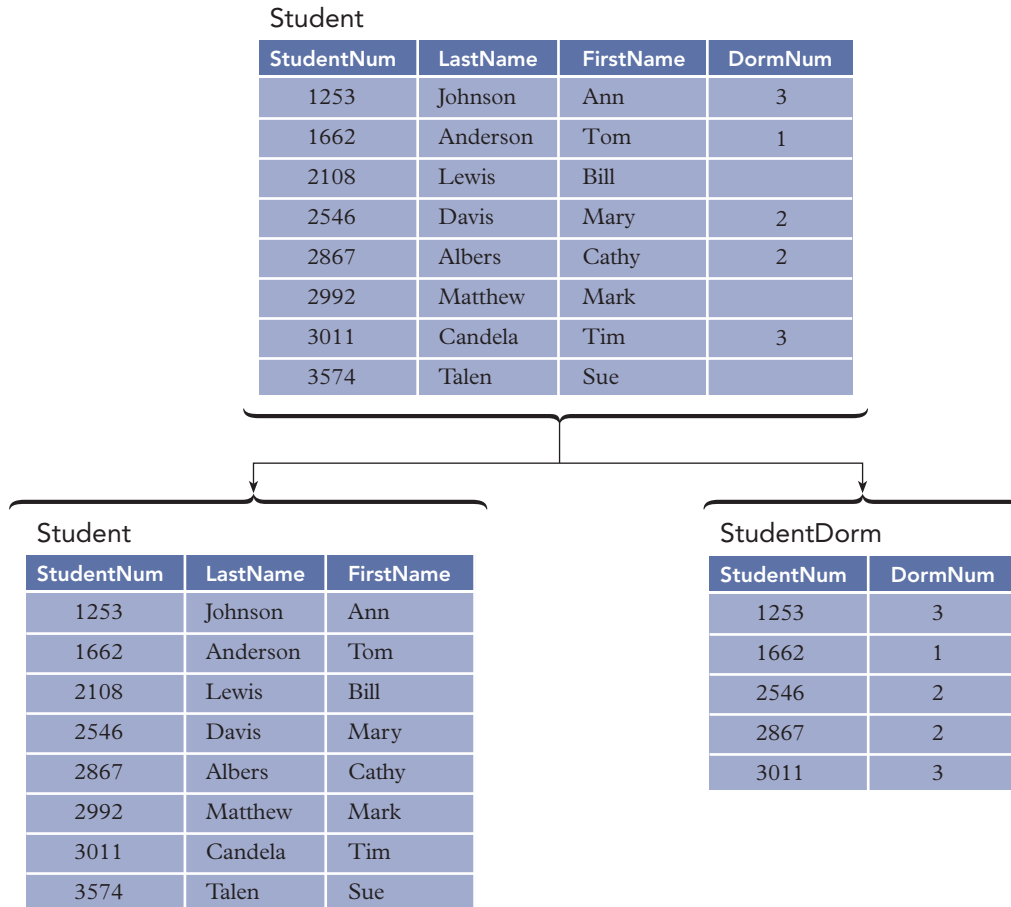 Student
StudentNum LastName FirstName DormNum
1253 Johnson Ann 3
1662 Anderson Tom 1
2108 Lewis Bill
2546 Davis Mary 2
2867 Albers Cathy 2
2992 Matthew Mark
3011 Candela Tim 3
3574 Talen Sue
Student
StudentNum LastName FirstName
1253 Johnson Ann
1662 Anderson Tom
2108 Lewis Bill
2546 Davis Mary
2867 Albers Cathy
2992 Matthew Mark
3011 Candela Tim
3574 Talen Sue
StudentDorm
StudentNum DormNum
1253 3
1662 1
2546 2
2867 2
3011 3